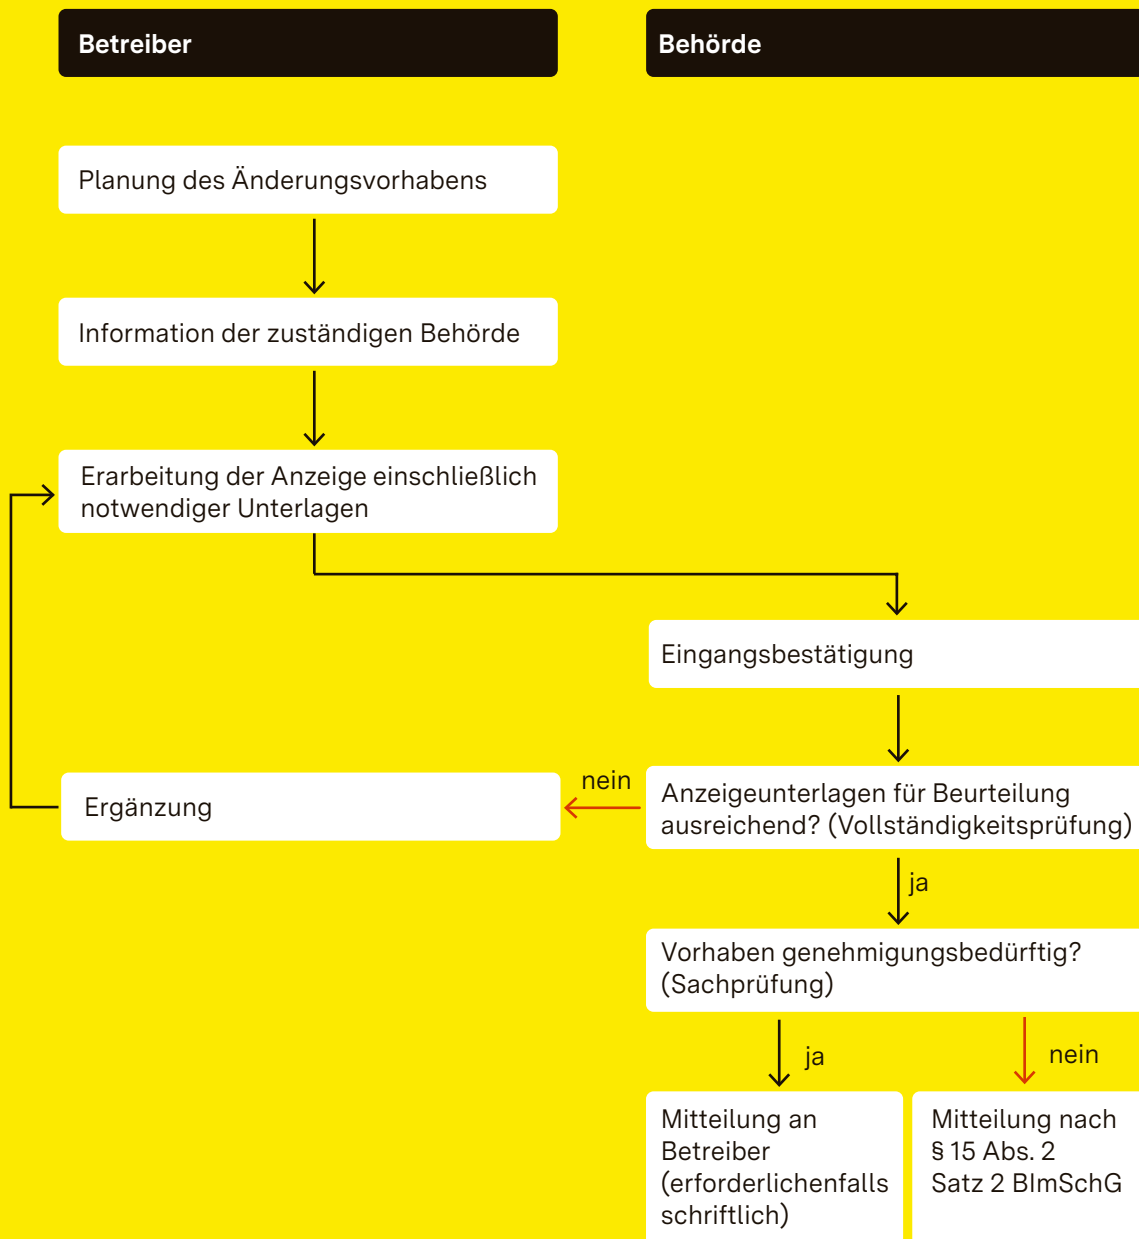 Betreiber
Behörde
Planung des Änderungsvorhabens
Information der zuständigen Behörde
Erarbeitung der Anzeige einschließlich
notwendiger Unterlagen
Eingangsbestätigung
Ergänzung
nein
Anzeigeunterlagen für Beurteilung
ausreichend? (Vollständigkeitsprüfung)
ja
Vorhaben genehmigungsbedürftig?
(Sachprüfung)
ja
nein
Mitteilung an
Betreiber
(erforderlichenfalls
schriftlich)
Mitteilung nach
§ 15 Abs. 2
Satz 2 BImSchG